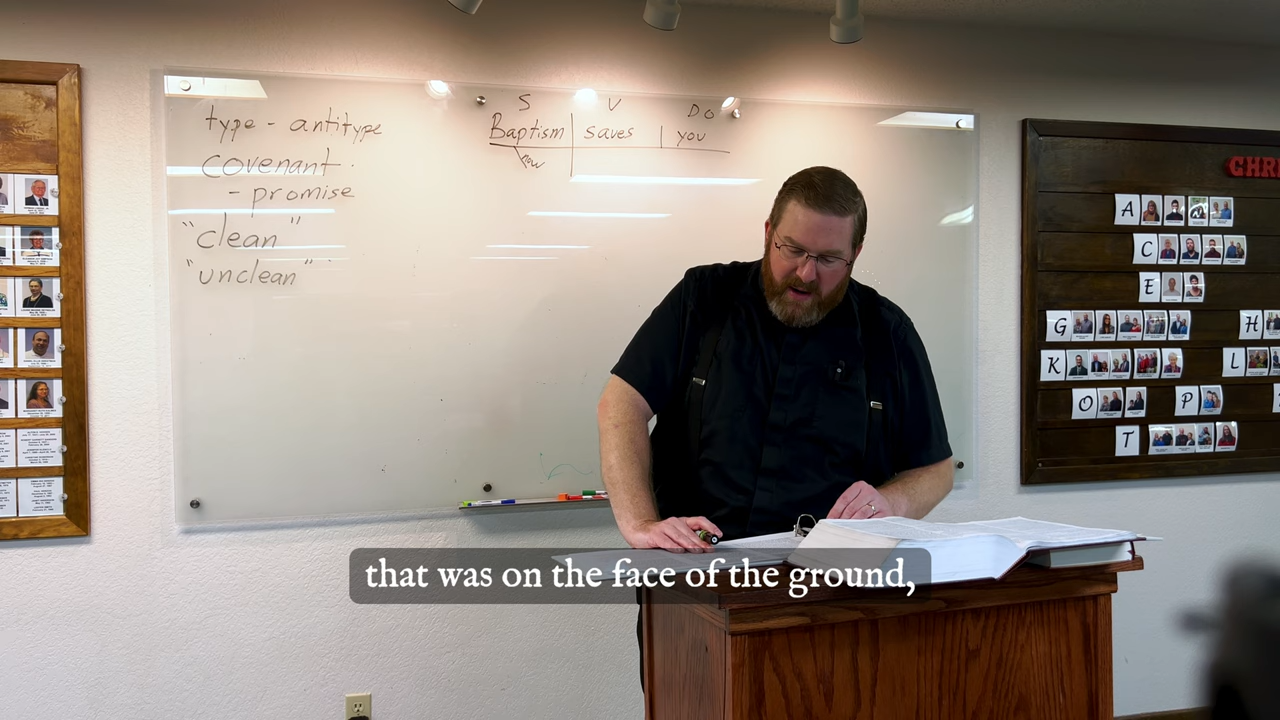 type - antitype
covenant
- promise
"clean"
"unclean"
S V Do
Baptism saves you
now
CHR
A
C
E
G H
K L
O P
T
that was on the face of the ground,